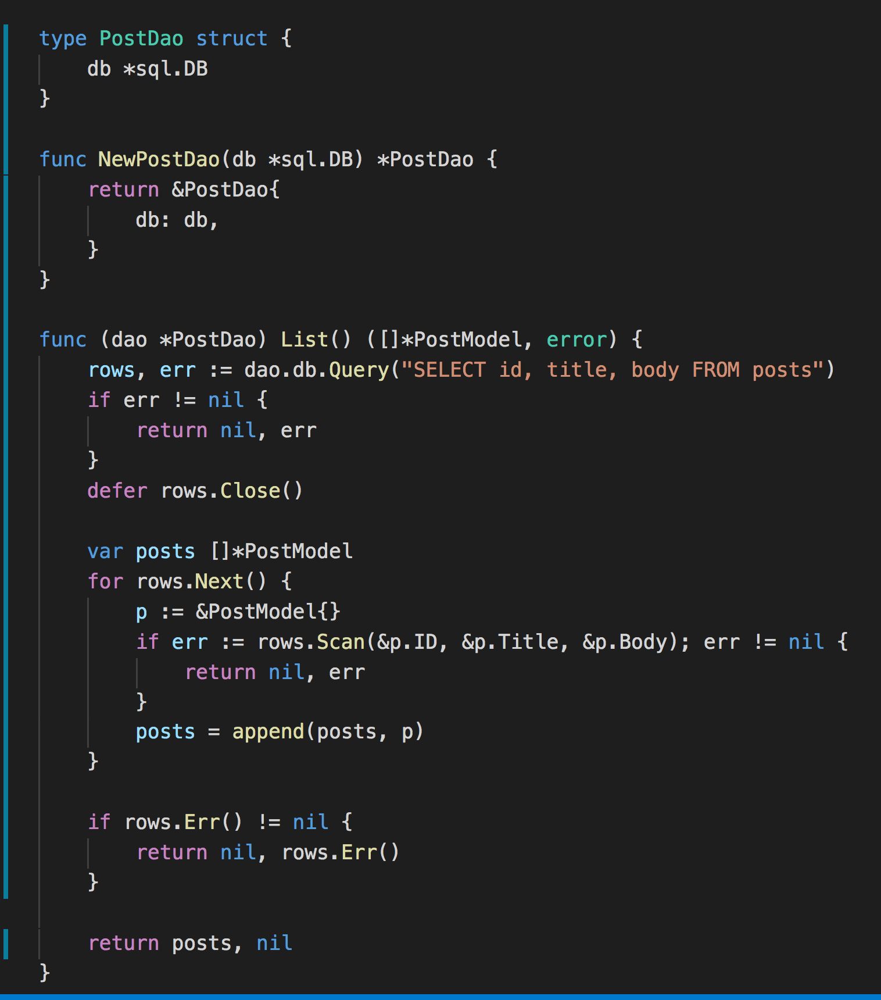 type PostDao struct {
    db *sql.DB
}

func NewPostDao(db *sql.DB) *PostDao {
    return &PostDao{
        db: db,
    }
}

func (dao *PostDao) List() ([]*PostModel, error) {
    rows, err := dao.db.Query("SELECT id, title, body FROM posts")
    if err != nil {
        return nil, err
    }
    defer rows.Close()

    var posts []*PostModel
    for rows.Next() {
        p := &PostModel{}
        if err := rows.Scan(&p.ID, &p.Title, &p.Body); err != nil {
            return nil, err
        }
        posts = append(posts, p)
    }

    if rows.Err() != nil {
        return nil, rows.Err()
    }

    return posts, nil
}